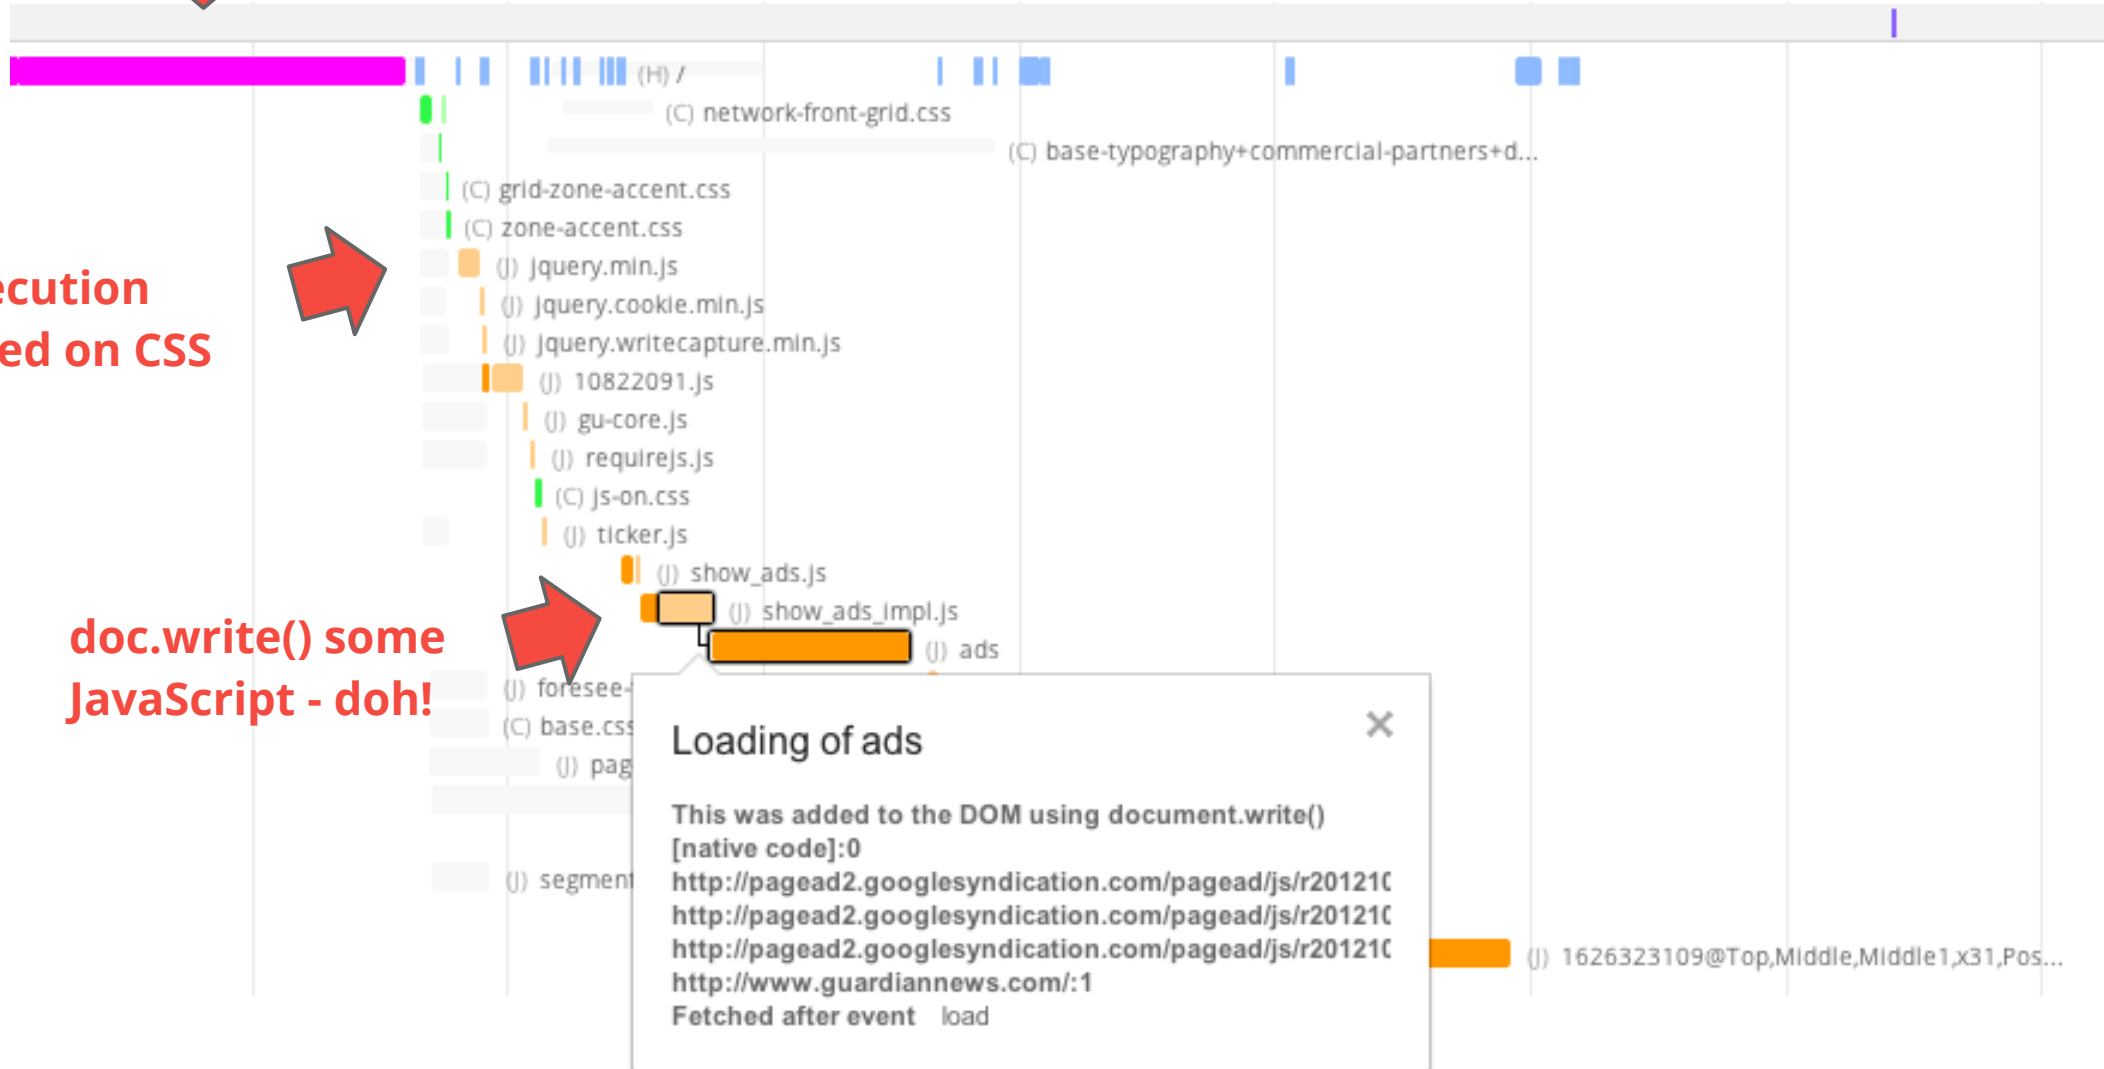 (H) /
(C) network-front-grid.css
(C) base-typography+commercial-partners+d...
(C) grid-zone-accent.css
(C) zone-accent.css
(J) jquery.min.js
ecution
(J) jquery.cookie.min.js
(J) jquery.writecapture.min.js
ed on CSS
(J) 10822091.js
(J) gu-core.js
(J) requirejs.js
(C) js-on.css
(J) ticker.js
(J) show_ads.js
(J) show_ads_impl.js
doc.write() some
JavaScript - doh!
(J) ads
(J) foresee-
(C) base.css
(J) pag
(J) segment
Loading of ads
This was added to the DOM using document.write()
[native code]:0
http://pagead2.googlesyndication.com/pagead/js/r20121
http://pagead2.googlesyndication.com/pagead/js/r20121
http://pagead2.googlesyndication.com/pagead/js/r20121
http://www.guardiannews.com/:1
Fetched after event load
(J) 1626323109@Top,Middle,Middle1,x31,Pos...